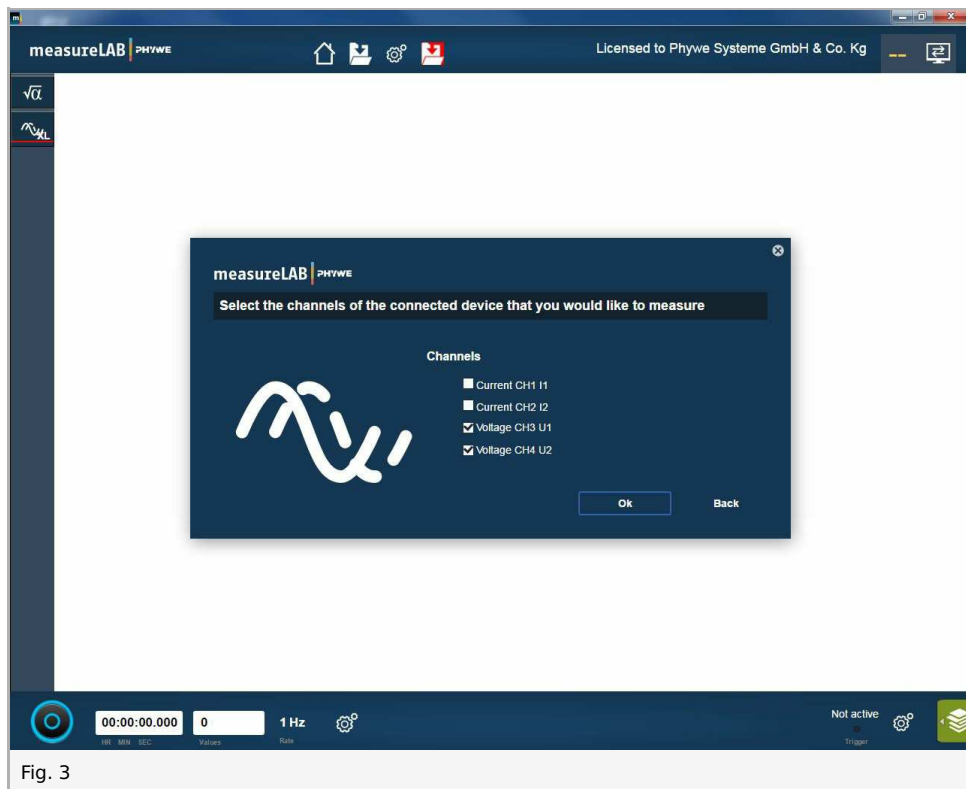 measureLAB PHYWE
Licensed to Phywe Systeme GmbH & Co. Kg
--
√α
XL
measureLAB PHYWE
Select the channels of the connected device that you would like to measure
Channels
Current CH1 I1
Current CH2 I2
Voltage CH3 U1
Voltage CH4 U2
Ok Back
00:00:00.000 0 1 Hz Not active
HR MIN SEC Values Rate Trigger
Fig. 3